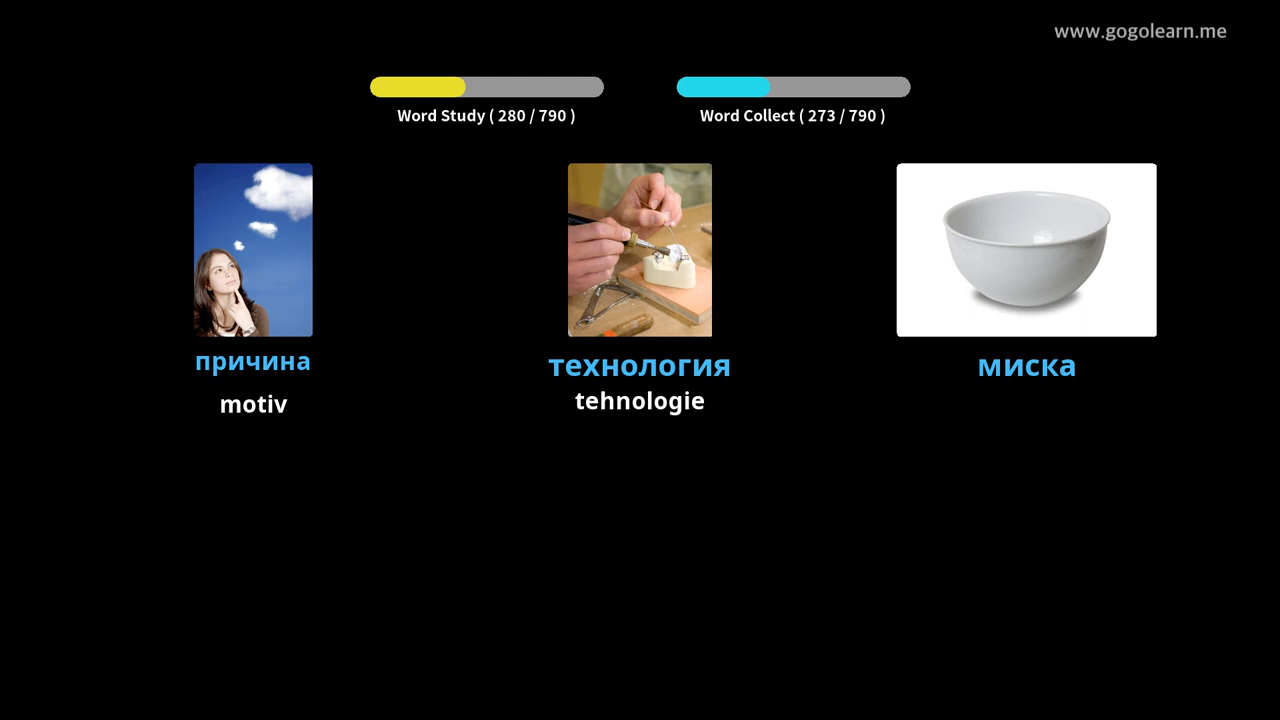 www.gogolearn.me
Word Study ( 280 / 790 )
Word Collect ( 273 / 790 )
причина
motiv
технология
tehnologie
миска